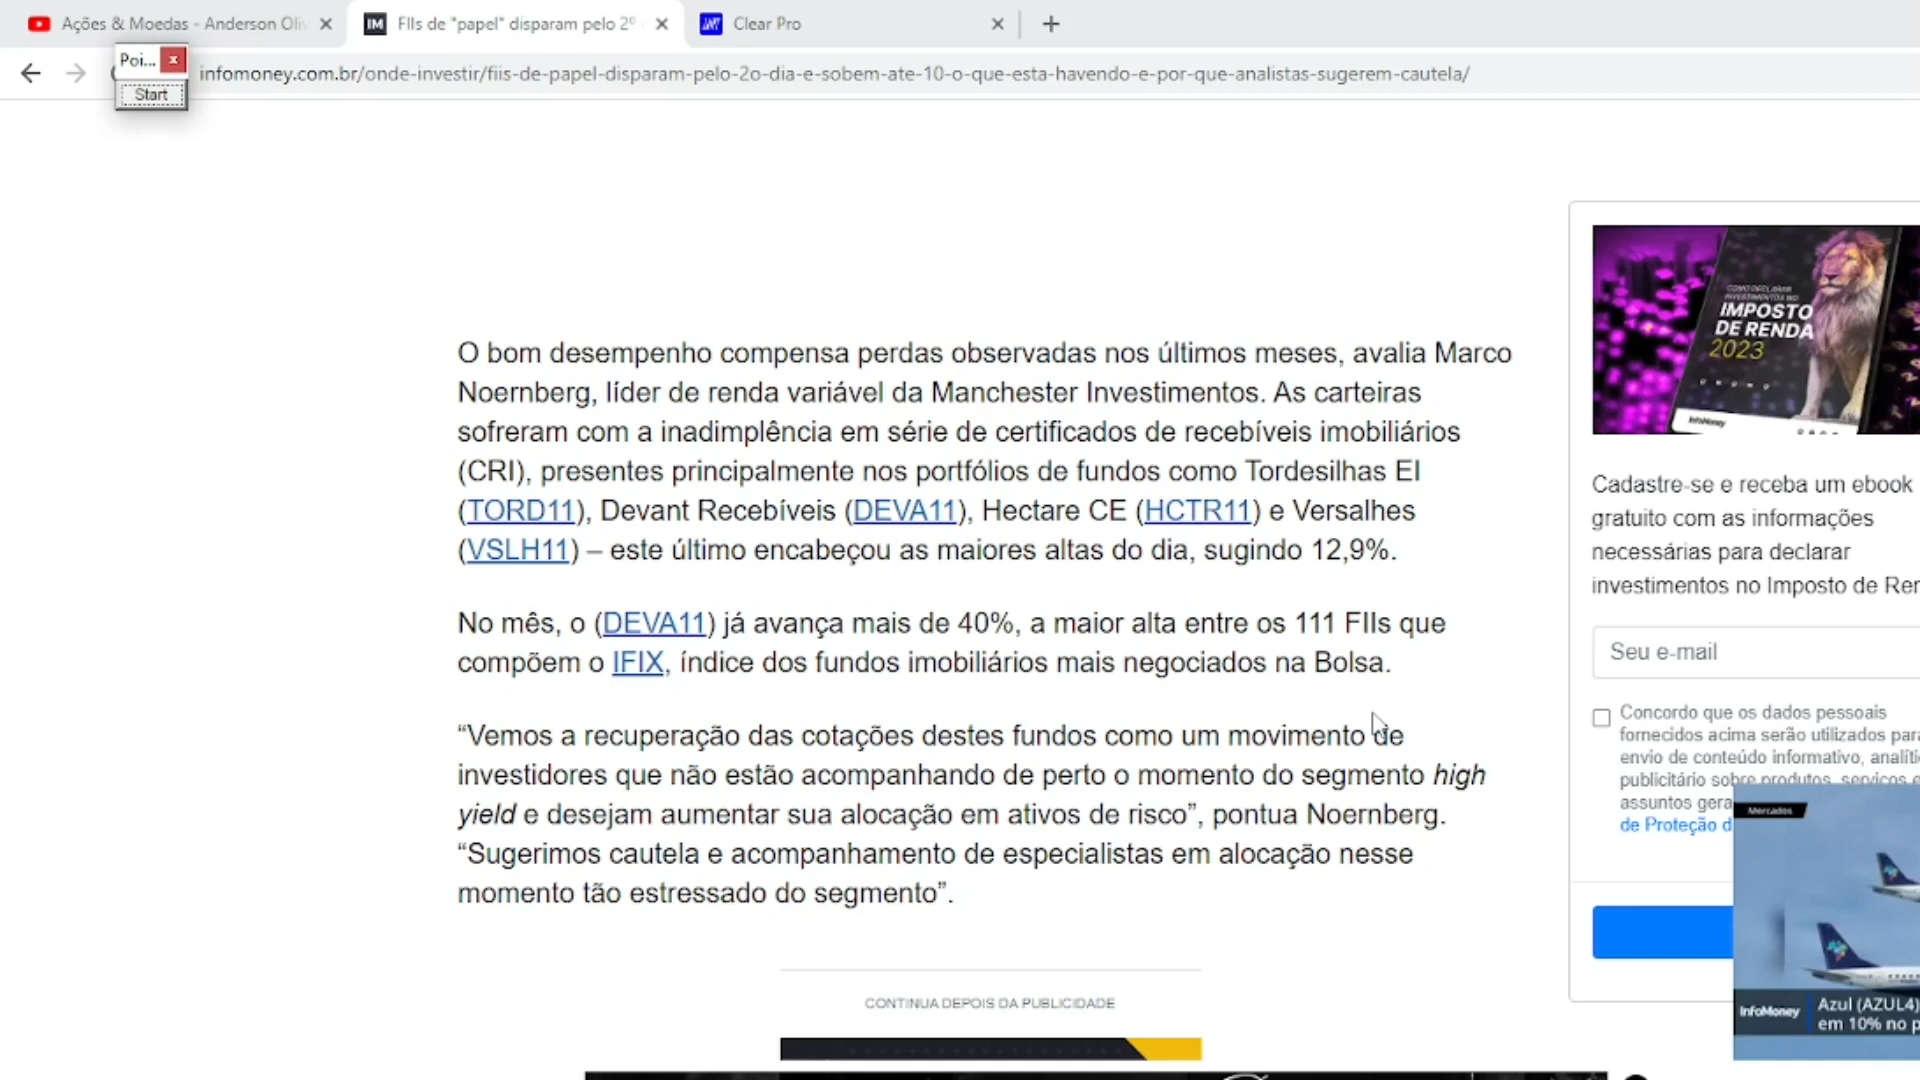 Ações & Moedas - Anderson Oli
FIIs de "papel" disparam pelo 2º
Clear Pro
Poi...
Start
infomoney.com.br/onde-investir/fiis-de-papel-disparam-pelo-2o-dia-e-sobem-ate-10-o-que-esta-havendo-e-por-que-analistas-sugerem-cautela/
O bom desempenho compensa perdas observadas nos últimos meses, avalia Marco
Noernberg, líder de renda variável da Manchester Investimentos. As carteiras
sofreram com a inadimplência em série de certificados de recebíveis imobiliários
(CRI), presentes principalmente nos portfólios de fundos como Tordesilhas EI
(TORD11), Devant Recebíveis (DEVA11), Hectare CE (HCTR11) e Versalhes
(VSLH11) – este último encabeçou as maiores altas do dia, sugindo 12,9%.
No mês, o (DEVA11) já avança mais de 40%, a maior alta entre os 111 FIIs que
compõem o IFIX, índice dos fundos imobiliários mais negociados na Bolsa.
“Vemos a recuperação das cotações destes fundos como um movimento de
investidores que não estão acompanhando de perto o momento do segmento high
yield e desejam aumentar sua alocação em ativos de risco”, pontua Noernberg.
“Sugerimos cautela e acompanhamento de especialistas em alocação nesse
momento tão estressado do segmento”.
CONTINUA DEPOIS DA PUBLICIDADE
COMO DECLARAR
INVESTIMENTOS NO
IMPOSTO
DE RENDA
2023
InfoMoney
Cadastre-se e receba um ebook
gratuito com as informações
necessárias para declarar
investimentos no Imposto de Ren
Seu e-mail
Concordo que os dados pessoais
fornecidos acima serão utilizados para
envio de conteúdo informativo, analíti
publicitário sobre produtos, serviços e
assuntos gera
de Proteção d
Mercados
InfoMoney
Azul (AZUL4)
em 10% no p